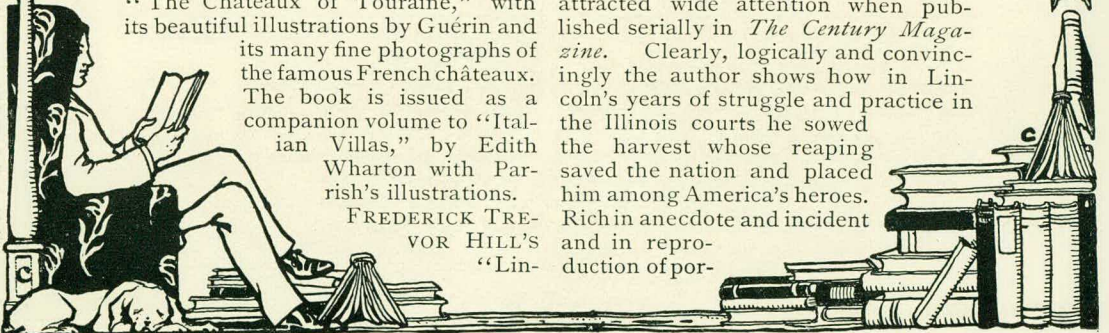 "The Châteaux of Touraine," with
its beautiful illustrations by Guérin and
its many fine photographs of
the famous French châteaux.
The book is issued as a
companion volume to "Ital-
ian Villas," by Edith
Wharton with Par-
rish's illustrations.
FREDERICK TRE-
VOR HILL'S
"Lin-
attracted wide attention when pub-
lished serially in The Century Maga-
zine. Clearly, logically and convinc-
ingly the author shows how in Lin-
coln's years of struggle and practice in
the Illinois courts he sowed
the harvest whose reaping
saved the nation and placed
him among America's heroes.
Rich in anecdote and incident
and in repro-
duction of por-
C
C